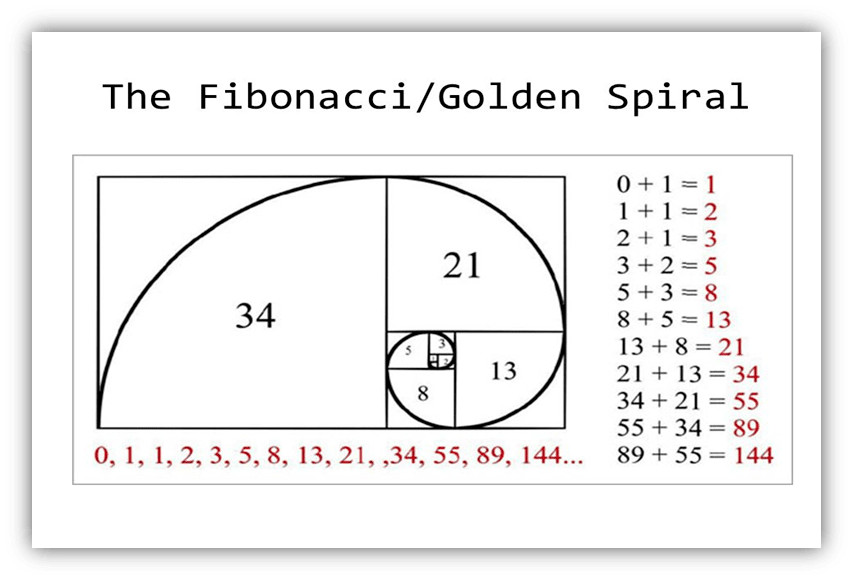 The Fibonacci/Golden Spiral
34
21
5
3
2
13
8
0, 1, 1, 2, 3, 5, 8, 13, 21, ,34, 55, 89, 144...
0 + 1 = 1
1 + 1 = 2
2 + 1 = 3
3 + 2 = 5
5 + 3 = 8
8 + 5 = 13
13 + 8 = 21
21 + 13 = 34
34 + 21 = 55
55 + 34 = 89
89 + 55 = 144